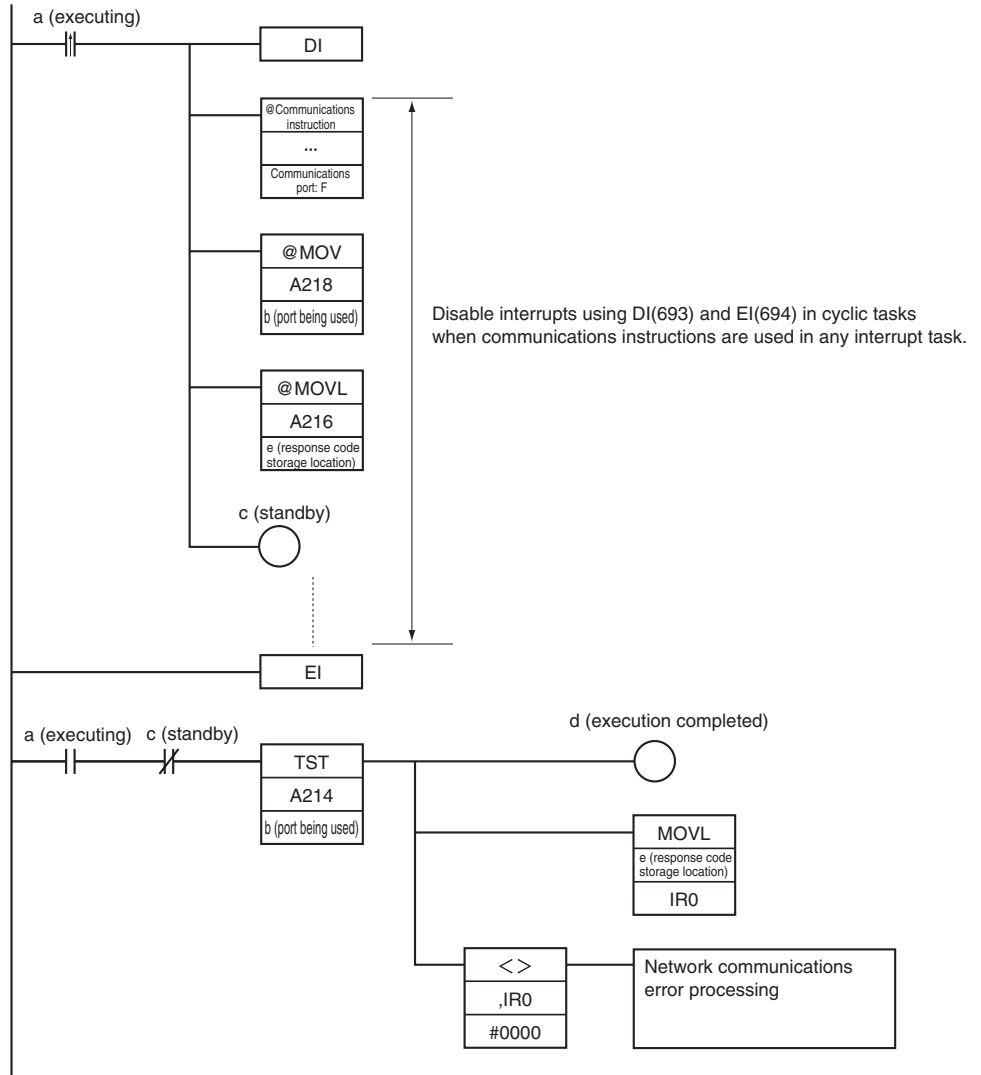 a (executing)
DI
@Communications
instruction
...
Communications
port: F
@MOV
A218
b (port being used)
Disable interrupts using DI(693) and EI(694) in cyclic tasks
when communications instructions are used in any interrupt task.
@MOVL
A216
e (response code
storage location)
c (standby)
EI
a (executing)
c (standby)
TST
A214
b (port being used)
d (execution completed)
MOVL
e (response code
storage location)
IR0
< >
,IR0
#0000
Network communications
error processing